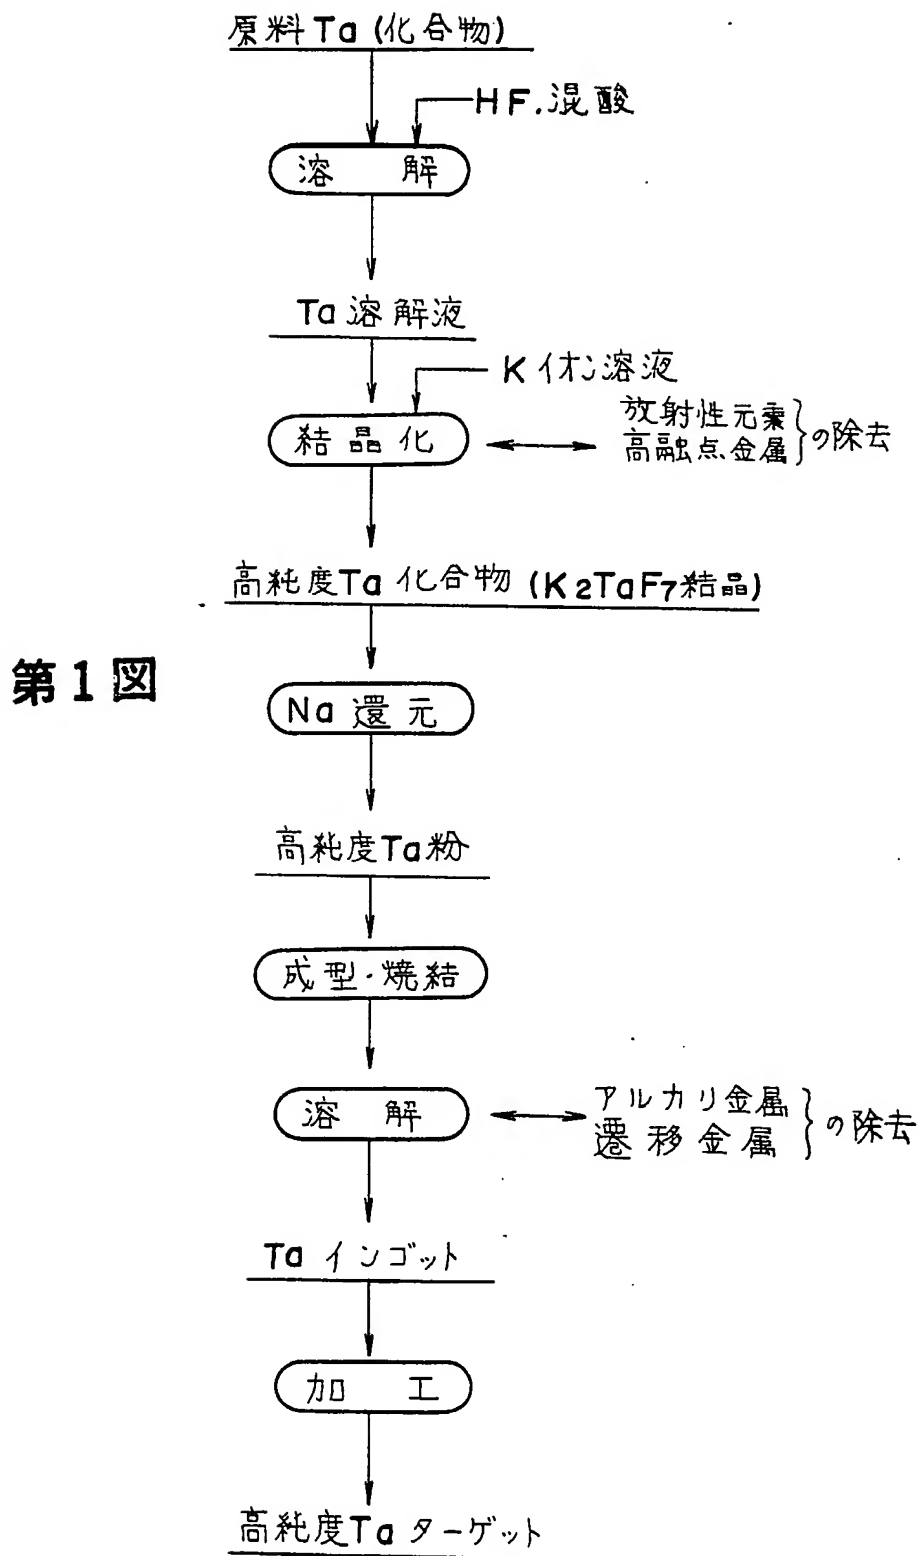 原料Ta(化合物)
HF.混酸
溶 解
Ta溶解液
Kイオン溶液
結晶化
放射性元素
高融点金属
の除去
高純度Ta化合物(K2TaF7結晶)
第1図
Na還元
高純度Ta粉
成型・焼結
溶 解
アルカリ金属
遷移金属
の除去
Taインゴット
加 工
高純度Taターゲット